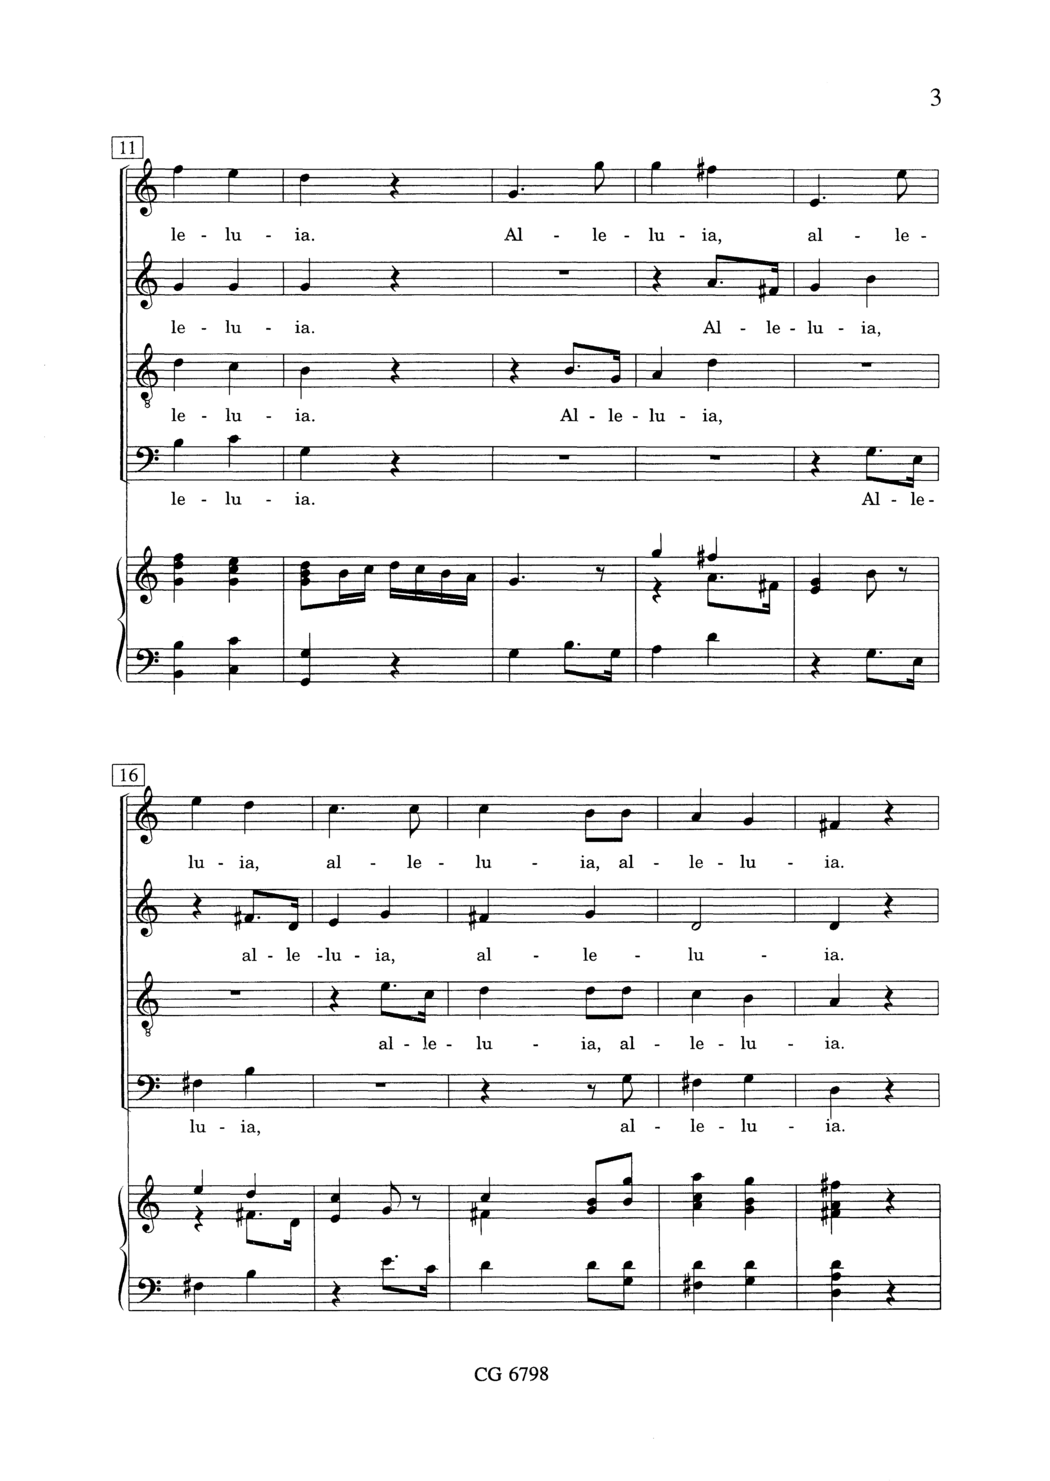 3
11
le - lu - ia. Al - le - lu - ia, al - le -
le - lu - ia. Al - le - lu - ia,
le - lu - ia. Al - le - lu - ia,
le - lu - ia. Al - le -
16
lu - ia, al - le - lu - ia, al - le - lu - ia.
al - le - lu - ia, al - le - lu - ia.
al - le - lu - ia, al - le - lu - ia.
lu - ia, al - le - lu - ia.
CG 6798